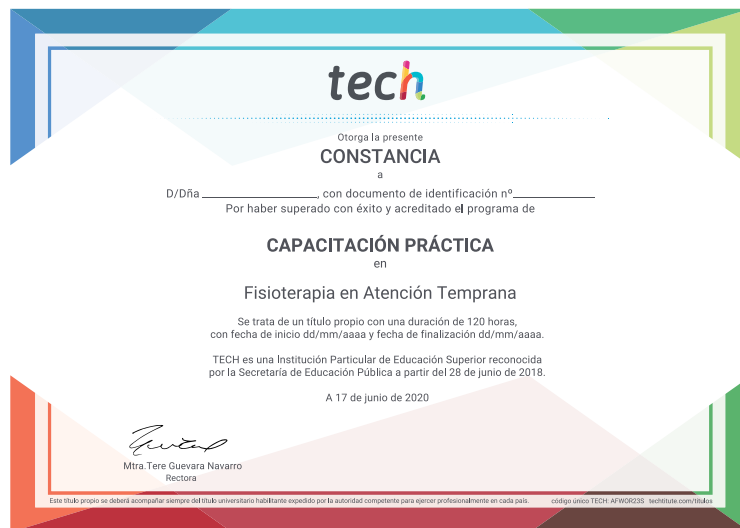 tech
Otorga la presente
CONSTANCIA
a
D/Dña ____________________, con documento de identificación nº______________
Por haber superado con éxito y acreditado el programa de
CAPACITACIÓN PRÁCTICA
en
Fisioterapia en Atención Temprana
Se trata de un título propio con una duración de 120 horas,
con fecha de inicio dd/mm/aaaa y fecha de finalización dd/mm/aaaa.
TECH es una Institución Particular de Educación Superior reconocida
por la Secretaría de Educación Pública a partir del 28 de junio de 2018.
A 17 de junio de 2020
Mtra.Tere Guevara Navarro
Rectora
Este título propio se deberá acompañar siempre del título universitario habilitante expedido por la autoridad competente para ejercer profesionalmente en cada país. código único TECH: AFWOR23S techtitute.com/titulos